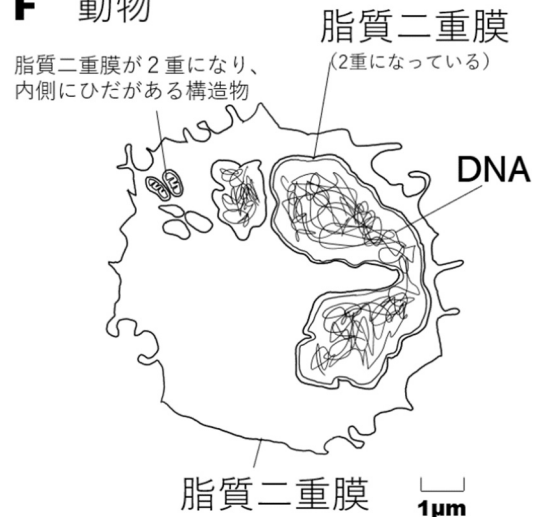 F 動物
脂質二重膜
(2重になっている)
脂質二重膜が2重になり、
内側にひだがある構造物
DNA
脂質二重膜
1μm